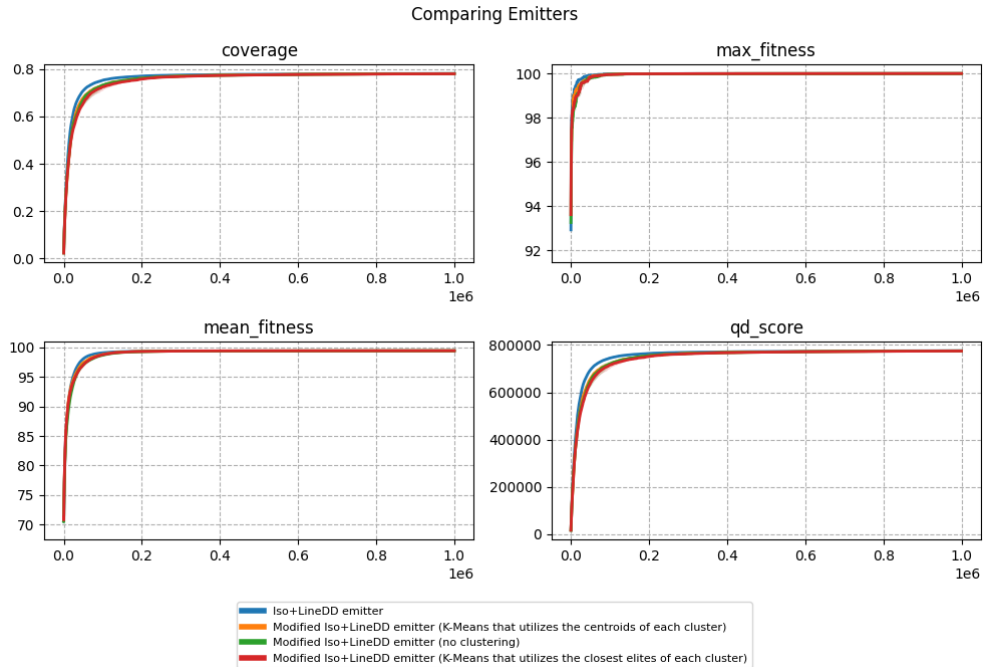 Comparing Emitters
coverage
0.8
0.6
0.4
0.2
0.0
0.0 0.2 0.4 0.6 0.8 1.0
1e6
max_fitness
100
98
96
94
92
0.0 0.2 0.4 0.6 0.8 1.0
1e6
mean_fitness
100
95
90
85
80
75
70
0.0 0.2 0.4 0.6 0.8 1.0
1e6
qd_score
800000
600000
400000
200000
0
0.0 0.2 0.4 0.6 0.8 1.0
1e6
Iso+LineDD emitter
Modified Iso+LineDD emitter (K-Means that utilizes the centroids of each cluster)
Modified Iso+LineDD emitter (no clustering)
Modified Iso+LineDD emitter (K-Means that utilizes the closest elites of each cluster)